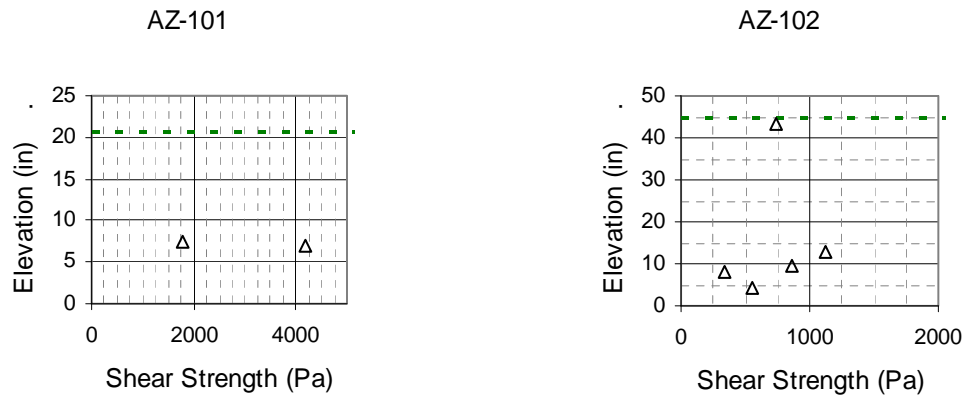 AZ-101
25
20
15
10
5
0
0 2000 4000
Elevation (in) .
Shear Strength (Pa)
AZ-102
50
40
30
20
10
0
0 1000 2000
Elevation (in) .
Shear Strength (Pa)